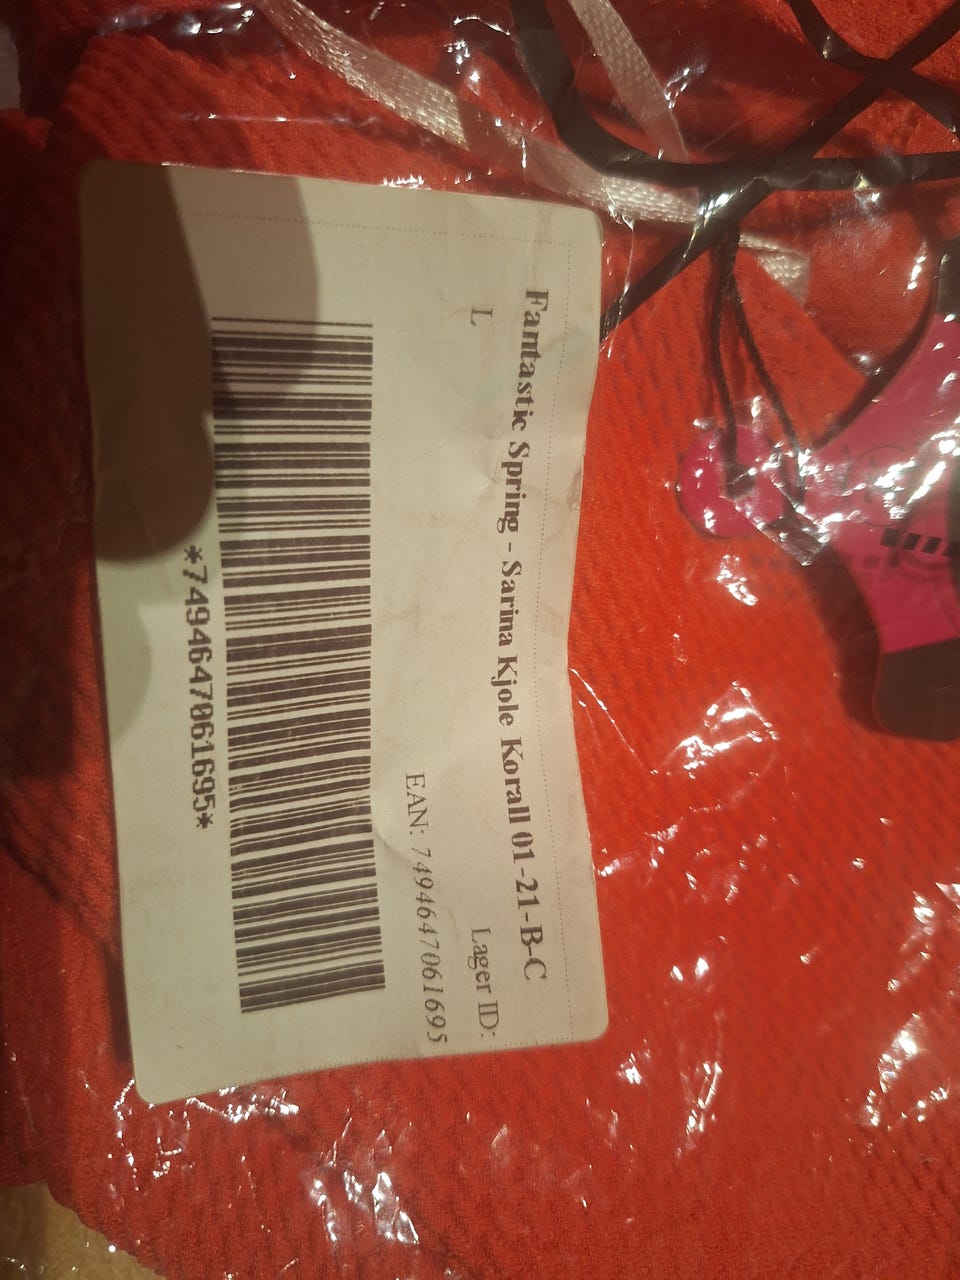 Fantastic Spring - Sarina Kjole Korall 01-21-B-C
L
Lager ID:
EAN: 7494647061695
*7494647061695*